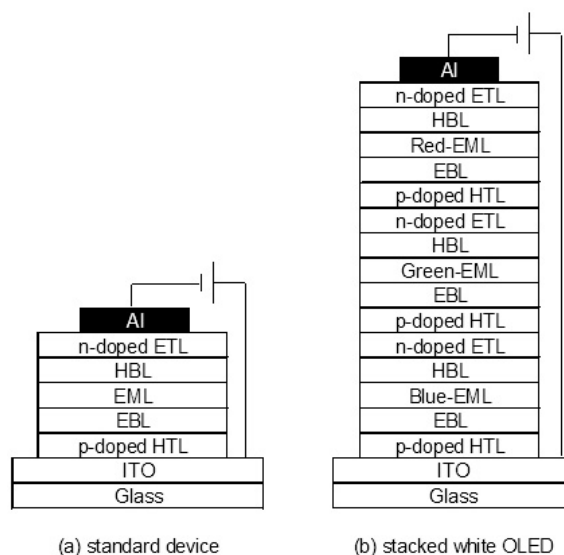 Al
n-doped ETL
HBL
EML
EBL
p-doped HTL
ITO
Glass
(a) standard device
Al
n-doped ETL
HBL
Red-EML
EBL
p-doped HTL
n-doped ETL
HBL
Green-EML
EBL
p-doped HTL
n-doped ETL
HBL
Blue-EML
EBL
p-doped HTL
ITO
Glass
(b) stacked white OLED